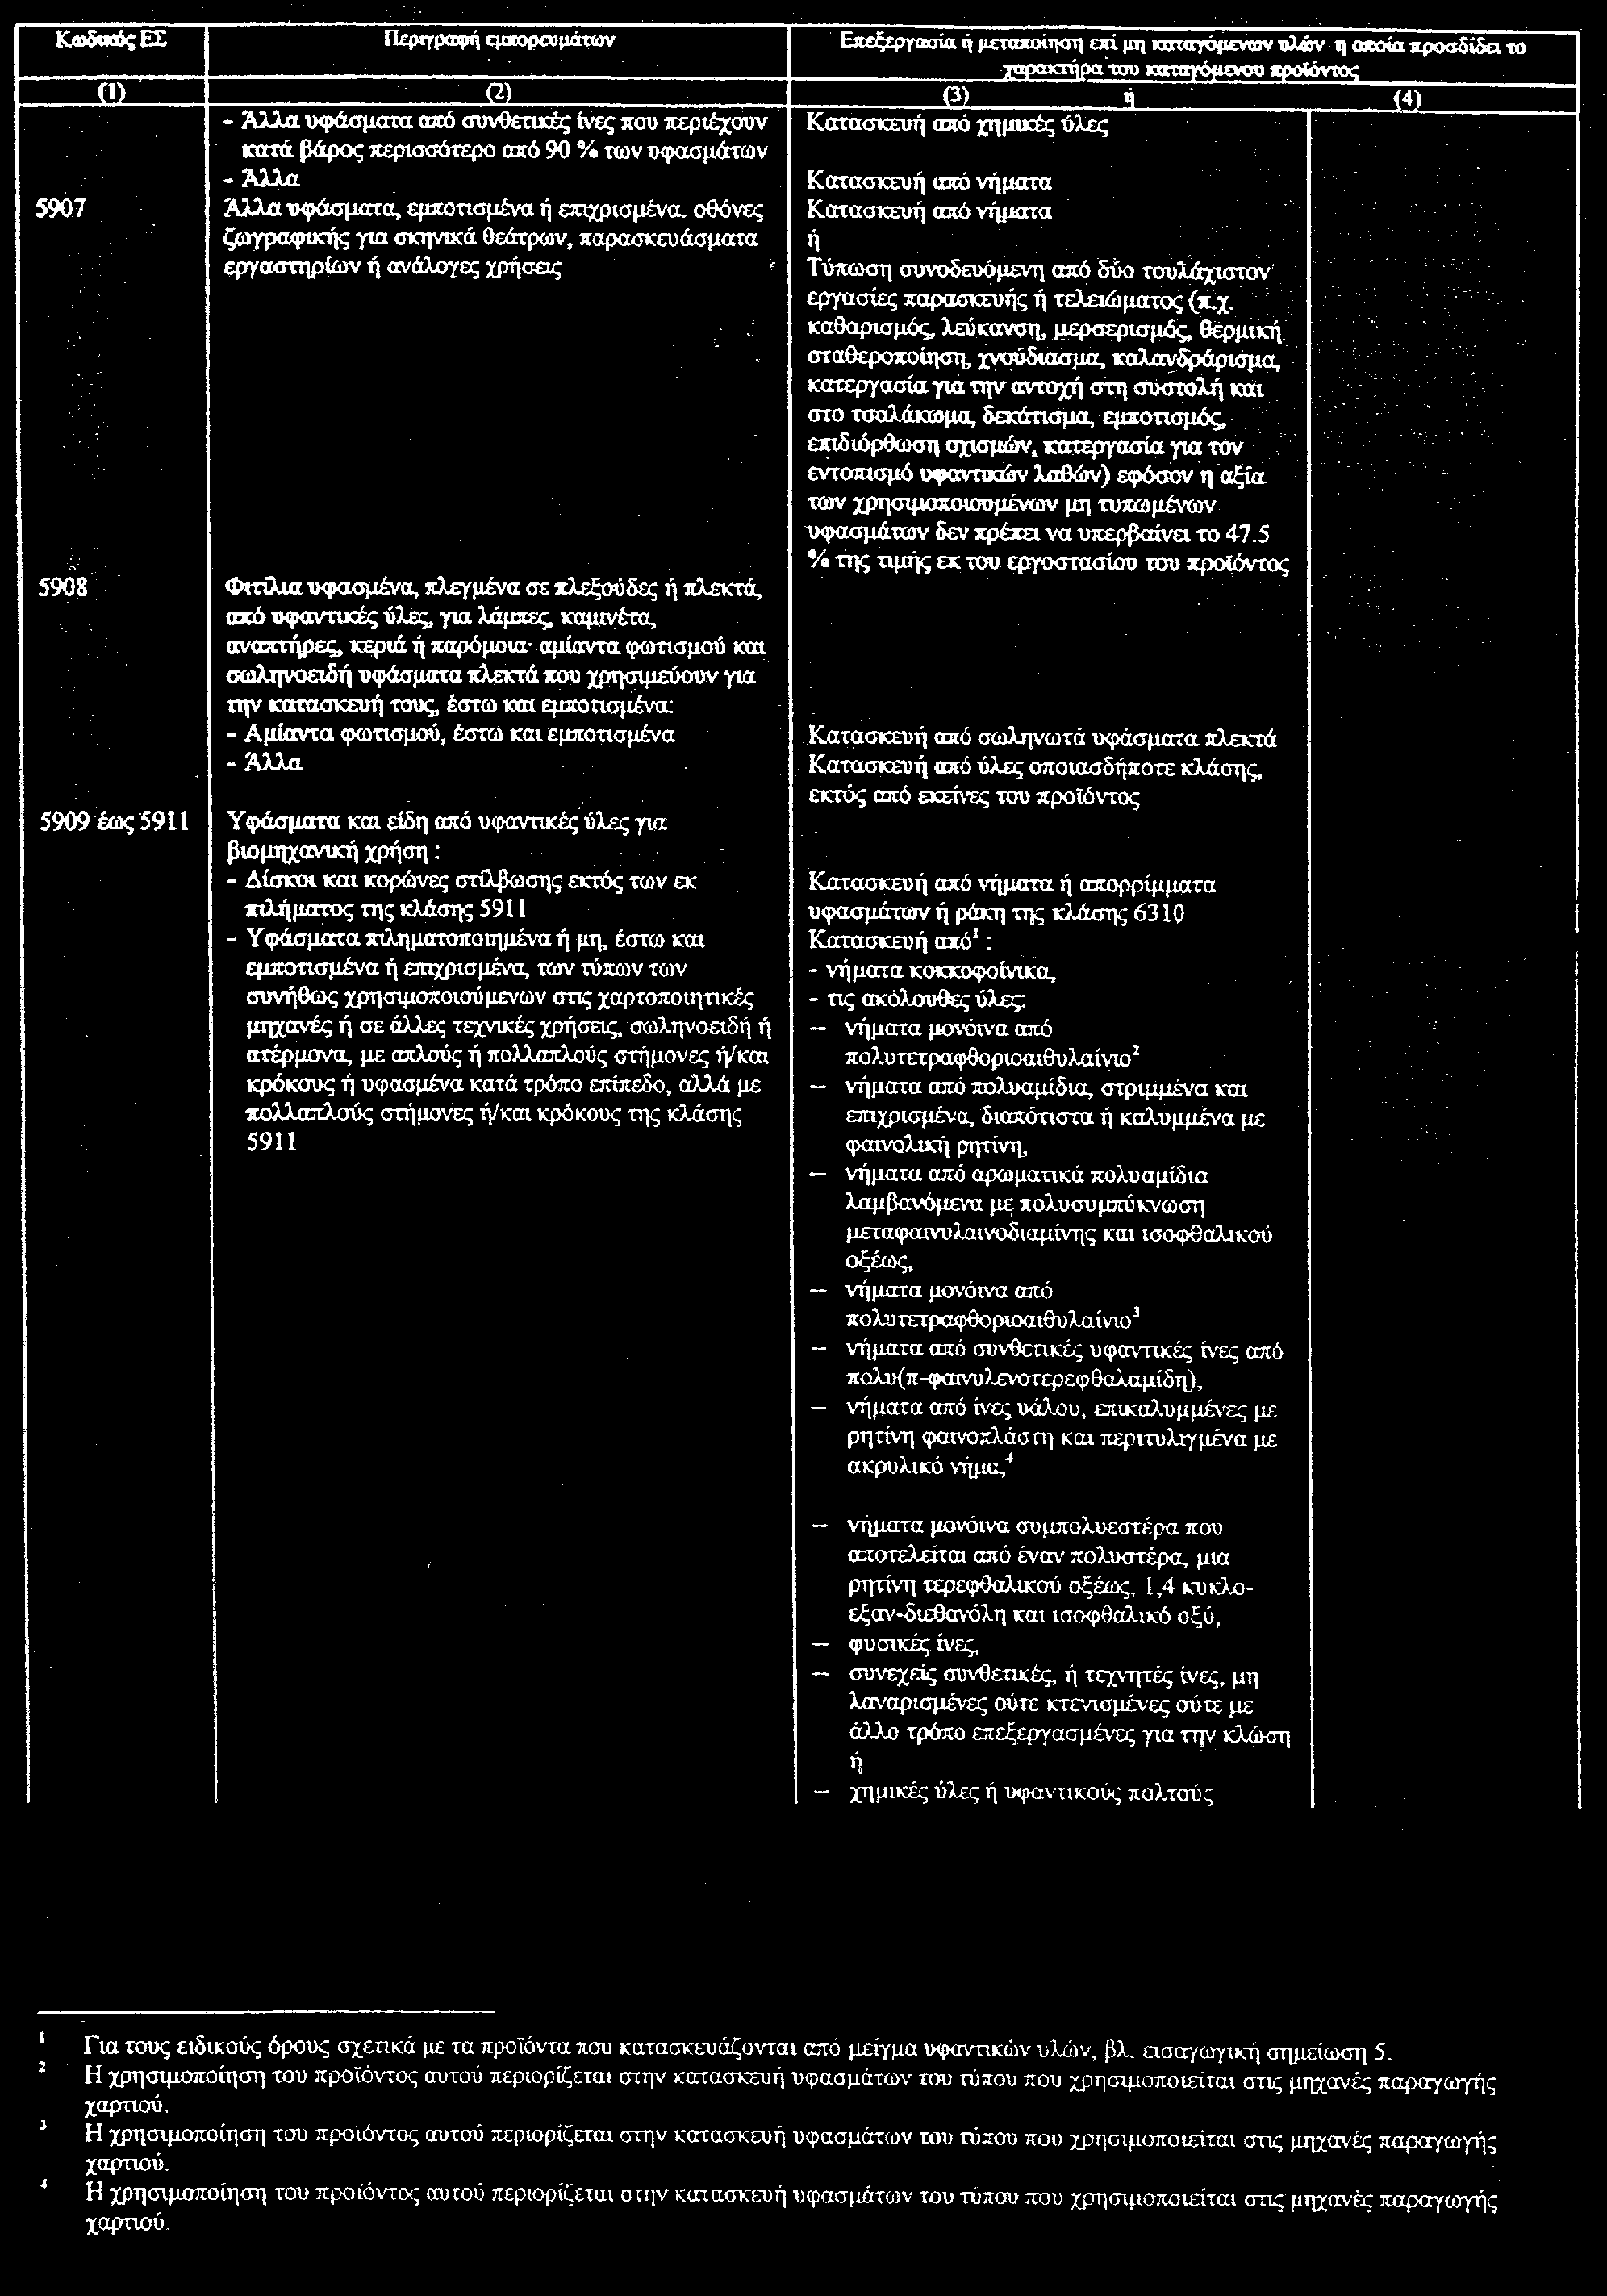 Κωδικός ΕΣ
Περιγραφή εμπορευμάτων
Επεξεργασία ή μεταποίηση επί μη καταγόμενων υλών η οποία προσδίδει το
χαρακτήρα του καταγόμενου προϊόντος
(1)
(2)
(3) ή (4)
- Άλλα υφάσματα από συνθετικές ίνες που περιέχουν
κατά βάρος περισσότερο από 90 % των υφασμάτων
Κατασκευή από χημικές ύλες
- Άλλα
Κατασκευή από νήματα
5907
Άλλα υφάσματα, εμποτισμένα ή επιχρισμένα. οθόνες
ζωγραφικής για σκηνικά θεάτρων, παρασκευάσματα
εργαστηρίων ή ανάλογες χρήσεις
Κατασκευή από νήματα
ή
Τύπωση συνοδευόμενη από δύο τουλάχιστον
εργασίες παρασκευής ή τελειώματος (π.χ.
καθαρισμός, λεύκανση, μερσερισμός, θερμική
σταθεροποίηση, χνούδιασμα, καλανδράρισμα,
κατεργασία για την αντοχή στη συστολή και
στο τσαλάκωμα, δεκάτισμα, εμποτισμός,
επιδιόρθωση σχισμών, κατεργασία για τον
εντοπισμό υφαντικών λαθών) εφόσον η αξία
των χρησιμοποιουμένων μη τυπωμένων
υφασμάτων δεν πρέπει να υπερβαίνει το 47.5
% της τιμής εκ του εργοστασίου του προϊόντος
5908
Φιτίλια υφασμένα, πλεγμένα σε πλεξούδες ή πλεκτά,
από υφαντικές ύλες, για λάμπες, καμινέτα,
αναπτήρες, κεριά ή παρόμοια· αμίαντα φωτισμού και
σωληνοειδή υφάσματα πλεκτά που χρησιμεύουν για
την κατασκευή τους, έστω και εμποτισμένα:
- Αμίαντα φωτισμού, έστω και εμποτισμένα
Κατασκευή από σωληνωτά υφάσματα πλεκτά
- Άλλα
Κατασκευή από ύλες οποιασδήποτε κλάσης,
εκτός από εκείνες του προϊόντος
5909 έως 5911
Υφάσματα και είδη από υφαντικές ύλες για
βιομηχανική χρήση :
- Δίσκοι και κορώνες στίλβωσης εκτός των εκ
πιλήματος της κλάσης 5911
Κατασκευή από νήματα ή απορρίμματα
υφασμάτων ή ράκη της κλάσης 6310
- Υφάσματα πιληματοποιημένα ή μη, έστω και
εμποτισμένα ή επιχρισμένα, των τύπων των
συνήθως χρησιμοποιούμενων στις χαρτοποιητικές
μηχανές ή σε άλλες τεχνικές χρήσεις, σωληνοειδή ή
ατέρμονα, με απλούς ή πολλαπλούς στήμονες ή/και
κρόκους ή υφασμένα κατά τρόπο επίπεδο, αλλά με
πολλαπλούς στήμονες ή/και κρόκους της κλάσης
5911
Κατασκευή από¹ :
- νήματα κοκκοφοίνικα,
- τις ακόλουθες ύλες:
– νήματα μονόινα από
πολυτετραφθοριοαιθυλαίνιο²
– νήματα από πολυαμίδια, στριμμένα και
επιχρισμένα, διαπότιστα ή καλυμμένα με
φαινολική ρητίνη,
– νήματα από αρωματικά πολυαμίδια
λαμβανόμενα με πολυσυμπύκνωση
μεταφαινυλαινοδιαμίνης και ισοφθαλικού
οξέως,
– νήματα μονόινα από
πολυτετραφθοριοαιθυλαίνιο³
– νήματα από συνθετικές υφαντικές ίνες από
πολυ(π-φαινυλενοτερεφθαλαμίδη),
– νήματα από ίνες υάλου, επικαλυμμένες με
ρητίνη φαινοπλάστη και περιτυλιγμένα με
ακρυλικό νήμα,⁴
– νήματα μονόινα συμπολυεστέρα που
αποτελείται από έναν πολυστέρα, μια
ρητίνη τερεφθαλικού οξέως, 1,4 κυκλο-
εξαν-διεθανόλη και ισοφθαλικό οξύ,
– φυσικές ίνες,
– συνεχείς συνθετικές, ή τεχνητές ίνες, μη
λαναρισμένες ούτε κτενισμένες ούτε με
άλλο τρόπο επεξεργασμένες για την κλώση
ή
– χημικές ύλες ή υφαντικούς πολτούς
¹ Για τους ειδικούς όρους σχετικά με τα προϊόντα που κατασκευάζονται από μείγμα υφαντικών υλών, βλ. εισαγωγική σημείωση 5.
² Η χρησιμοποίηση του προϊόντος αυτού περιορίζεται στην κατασκευή υφασμάτων του τύπου που χρησιμοποιείται στις μηχανές παραγωγής
χαρτιού.
³ Η χρησιμοποίηση του προϊόντος αυτού περιορίζεται στην κατασκευή υφασμάτων του τύπου που χρησιμοποιείται στις μηχανές παραγωγής
χαρτιού.
⁴ Η χρησιμοποίηση του προϊόντος αυτού περιορίζεται στην κατασκευή υφασμάτων του τύπου που χρησιμοποιείται στις μηχανές παραγωγής
χαρτιού.